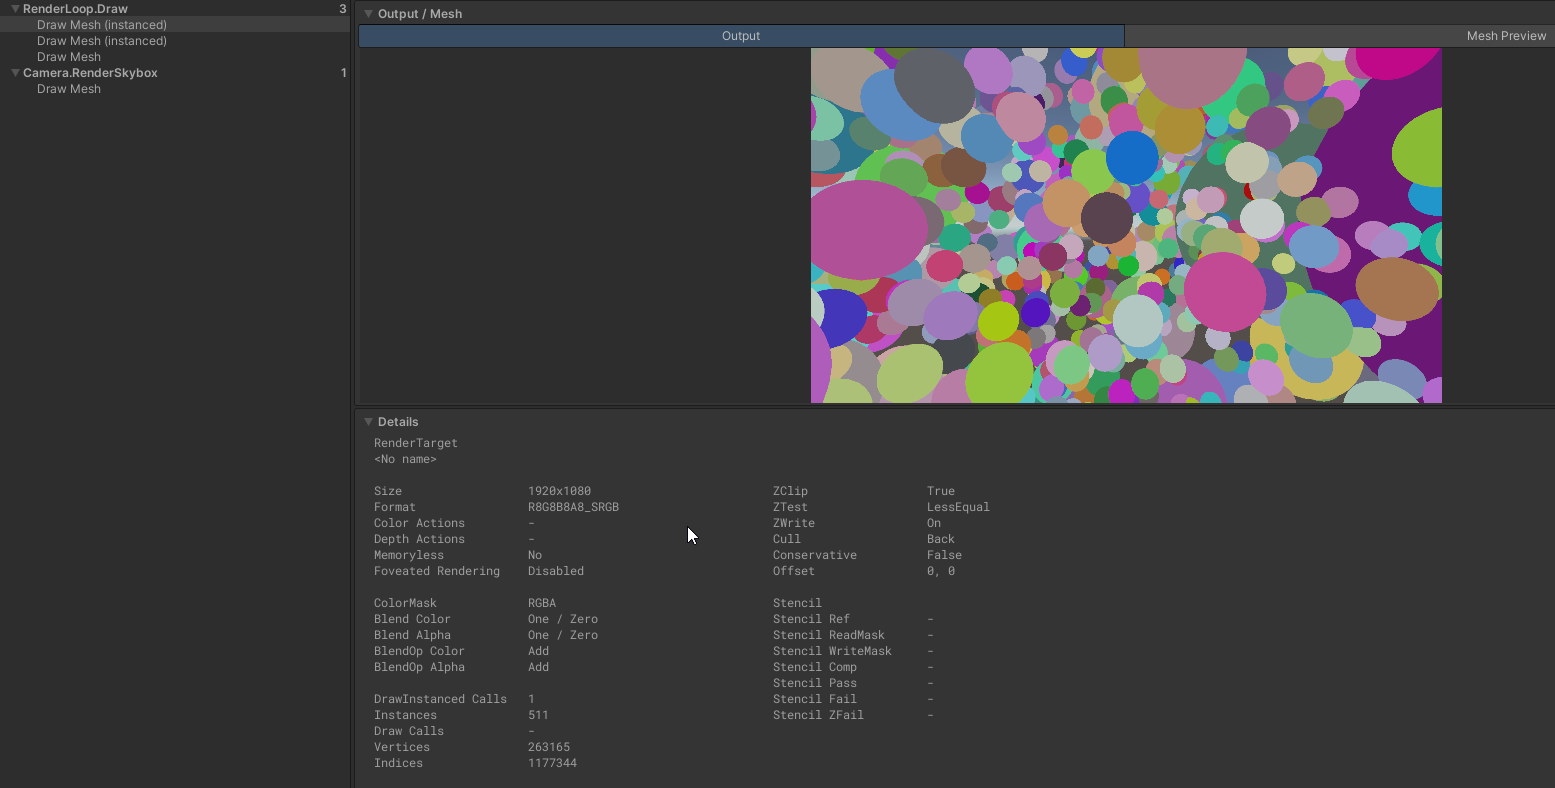 RenderLoop.Draw 3
Draw Mesh (instanced)
Draw Mesh (instanced)
Draw Mesh
Camera.RenderSkybox 1
Draw Mesh
Output / Mesh
Output Mesh Preview
Details
RenderTarget
<No name>
Size 1920x1080 ZClip True
Format R8G8B8A8_SRGB ZTest LessEqual
Color Actions - ZWrite On
Depth Actions - Cull Back
Memoryless No Conservative False
Foveated Rendering Disabled Offset 0, 0
ColorMask RGBA Stencil
Blend Color One / Zero Stencil Ref -
Blend Alpha One / Zero Stencil ReadMask -
BlendOp Color Add Stencil WriteMask -
BlendOp Alpha Add Stencil Comp -
Stencil Pass -
DrawInstanced Calls 1 Stencil Fail -
Instances 511 Stencil ZFail -
Draw Calls -
Vertices 263165
Indices 1177344